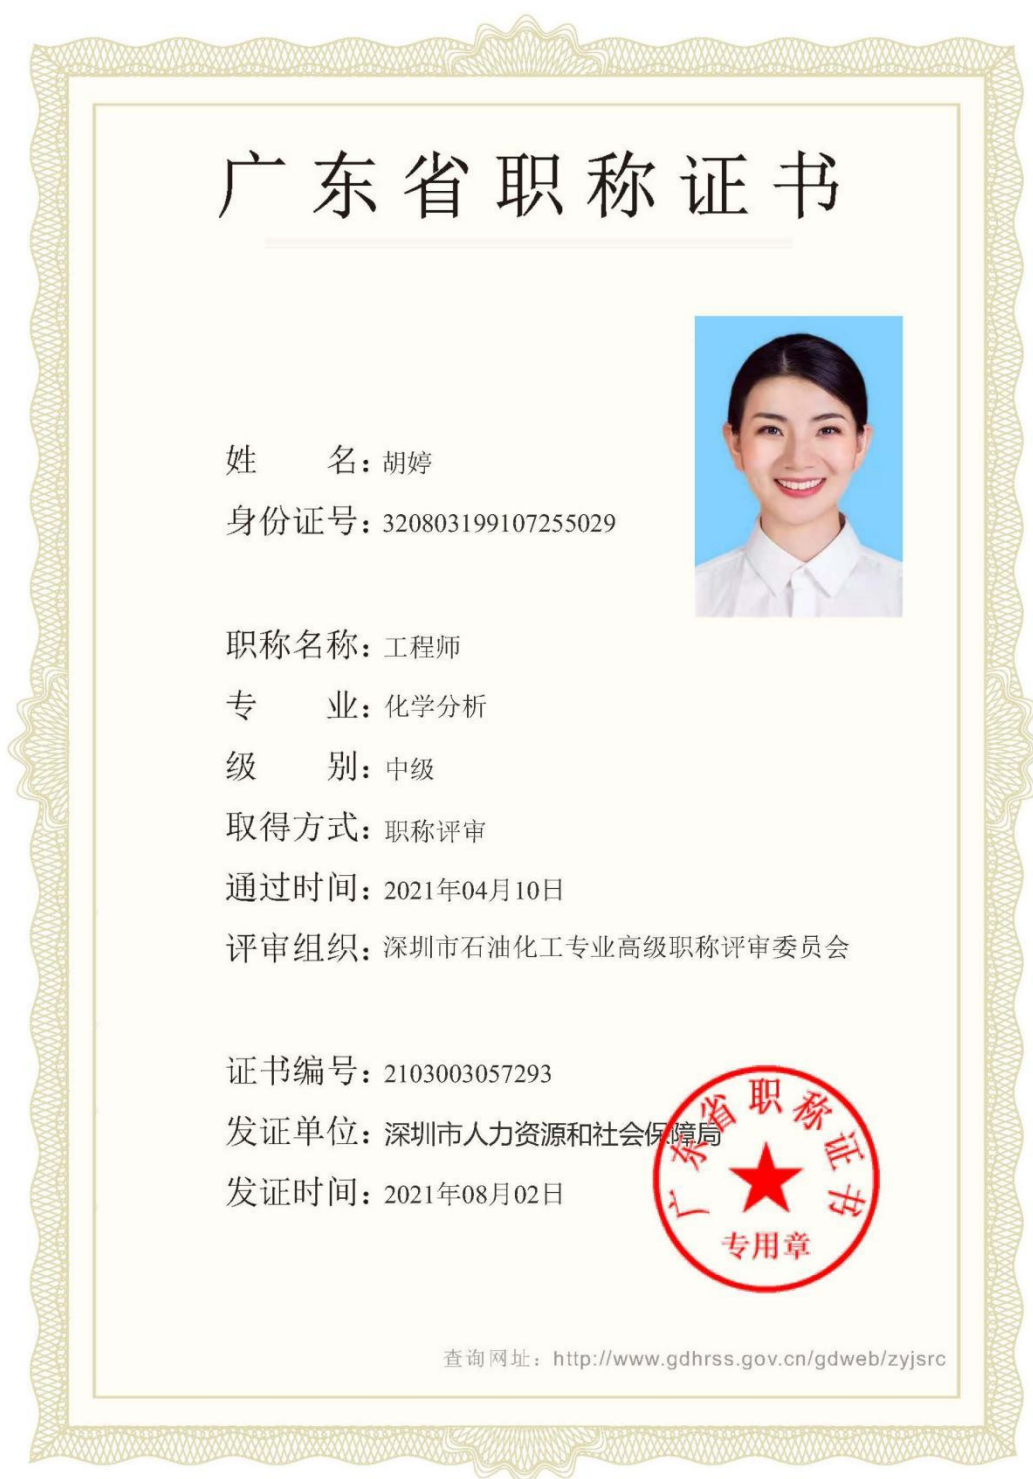 广东省职称证书
姓 名：胡婷
身份证号：320803199107255029
职称名称：工程师
专 业：化学分析
级 别：中级
取得方式：职称评审
通过时间：2021年04月10日
评审组织：深圳市石油化工专业高级职称评审委员会
证书编号：2103003057293
发证单位：深圳市人力资源和社会保障局
发证时间：2021年08月02日
广东省职称证书
专用章
查询网址：http://www.gdhrss.gov.cn/gdweb/zyjsrc